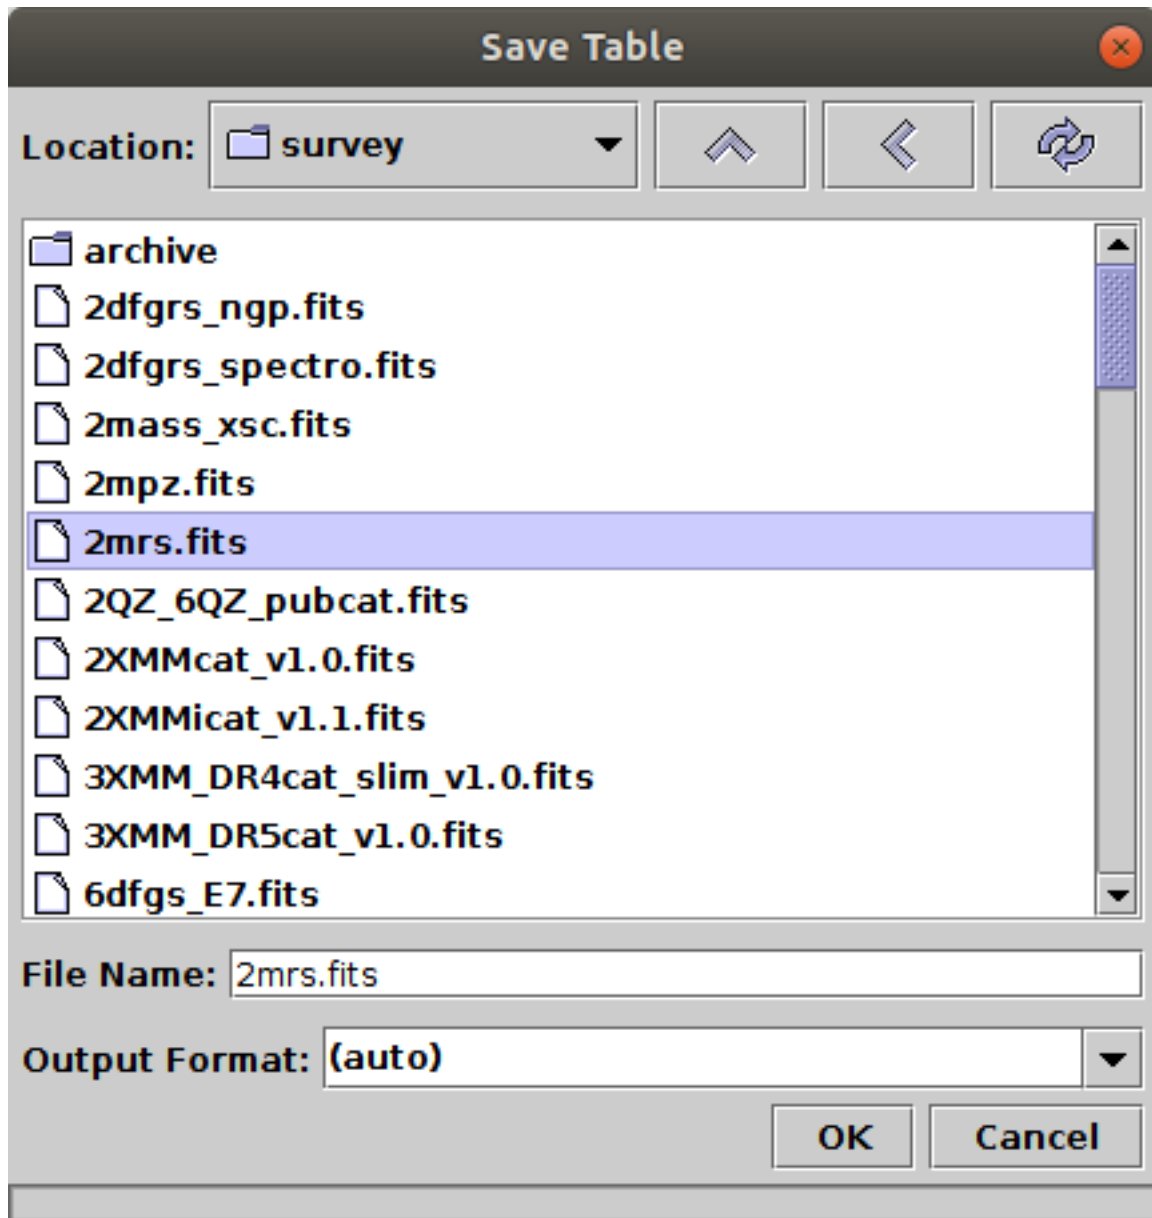 Save Table
Location: survey
archive
2dfgrs_ngp.fits
2dfgrs_spectro.fits
2mass_xsc.fits
2mpz.fits
2mrs.fits
2QZ_6QZ_pubcat.fits
2XMMcat_v1.0.fits
2XMMicat_v1.1.fits
3XMM_DR4cat_slim_v1.0.fits
3XMM_DR5cat_v1.0.fits
6dfgs_E7.fits
File Name: 2mrs.fits
Output Format: (auto)
OK Cancel